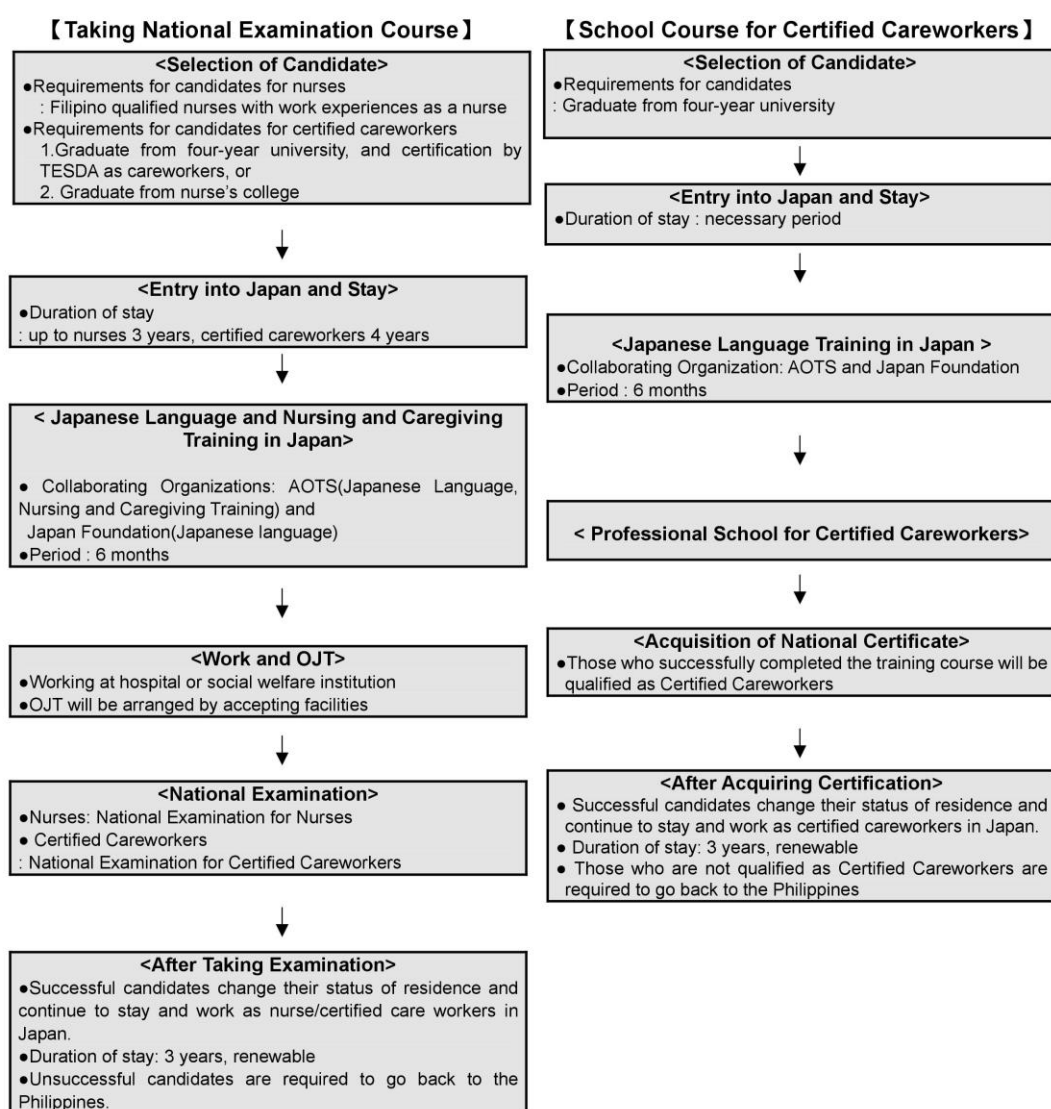 【Taking National Examination Course】
<Selection of Candidate>
●Requirements for candidates for nurses
: Filipino qualified nurses with work experiences as a nurse
●Requirements for candidates for certified careworkers
1.Graduate from four-year university, and certification by
TESDA as careworkers, or
2. Graduate from nurse's college
<Entry into Japan and Stay>
●Duration of stay
: up to nurses 3 years, certified careworkers 4 years
< Japanese Language and Nursing and Caregiving
Training in Japan>
● Collaborating Organizations: AOTS(Japanese Language,
Nursing and Caregiving Training) and
Japan Foundation(Japanese language)
●Period : 6 months
<Work and OJT>
●Working at hospital or social welfare institution
●OJT will be arranged by accepting facilities
<National Examination>
●Nurses: National Examination for Nurses
● Certified Careworkers
: National Examination for Certified Careworkers
<After Taking Examination>
●Successful candidates change their status of residence and
continue to stay and work as nurse/certified care workers in
Japan.
●Duration of stay: 3 years, renewable
●Unsuccessful candidates are required to go back to the
Philippines.
【School Course for Certified Careworkers】
<Selection of Candidate>
●Requirements for candidates
: Graduate from four-year university
<Entry into Japan and Stay>
●Duration of stay : necessary period
<Japanese Language Training in Japan >
●Collaborating Organization: AOTS and Japan Foundation
●Period : 6 months
< Professional School for Certified Careworkers>
<Acquisition of National Certificate>
●Those who successfully completed the training course will be
qualified as Certified Careworkers
<After Acquiring Certification>
● Successful candidates change their status of residence and
continue to stay and work as certified careworkers in Japan.
● Duration of stay: 3 years, renewable
● Those who are not qualified as Certified Careworkers are
required to go back to the Philippines